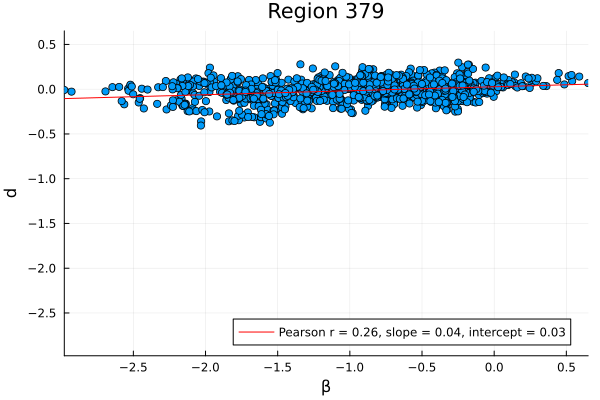 Region 379
0.5
0.0
−0.5
−1.0
−1.5
−2.0
−2.5
d
Pearson r = 0.26, slope = 0.04, intercept = 0.03
−2.5 −2.0 −1.5 −1.0 −0.5 0.0 0.5
β